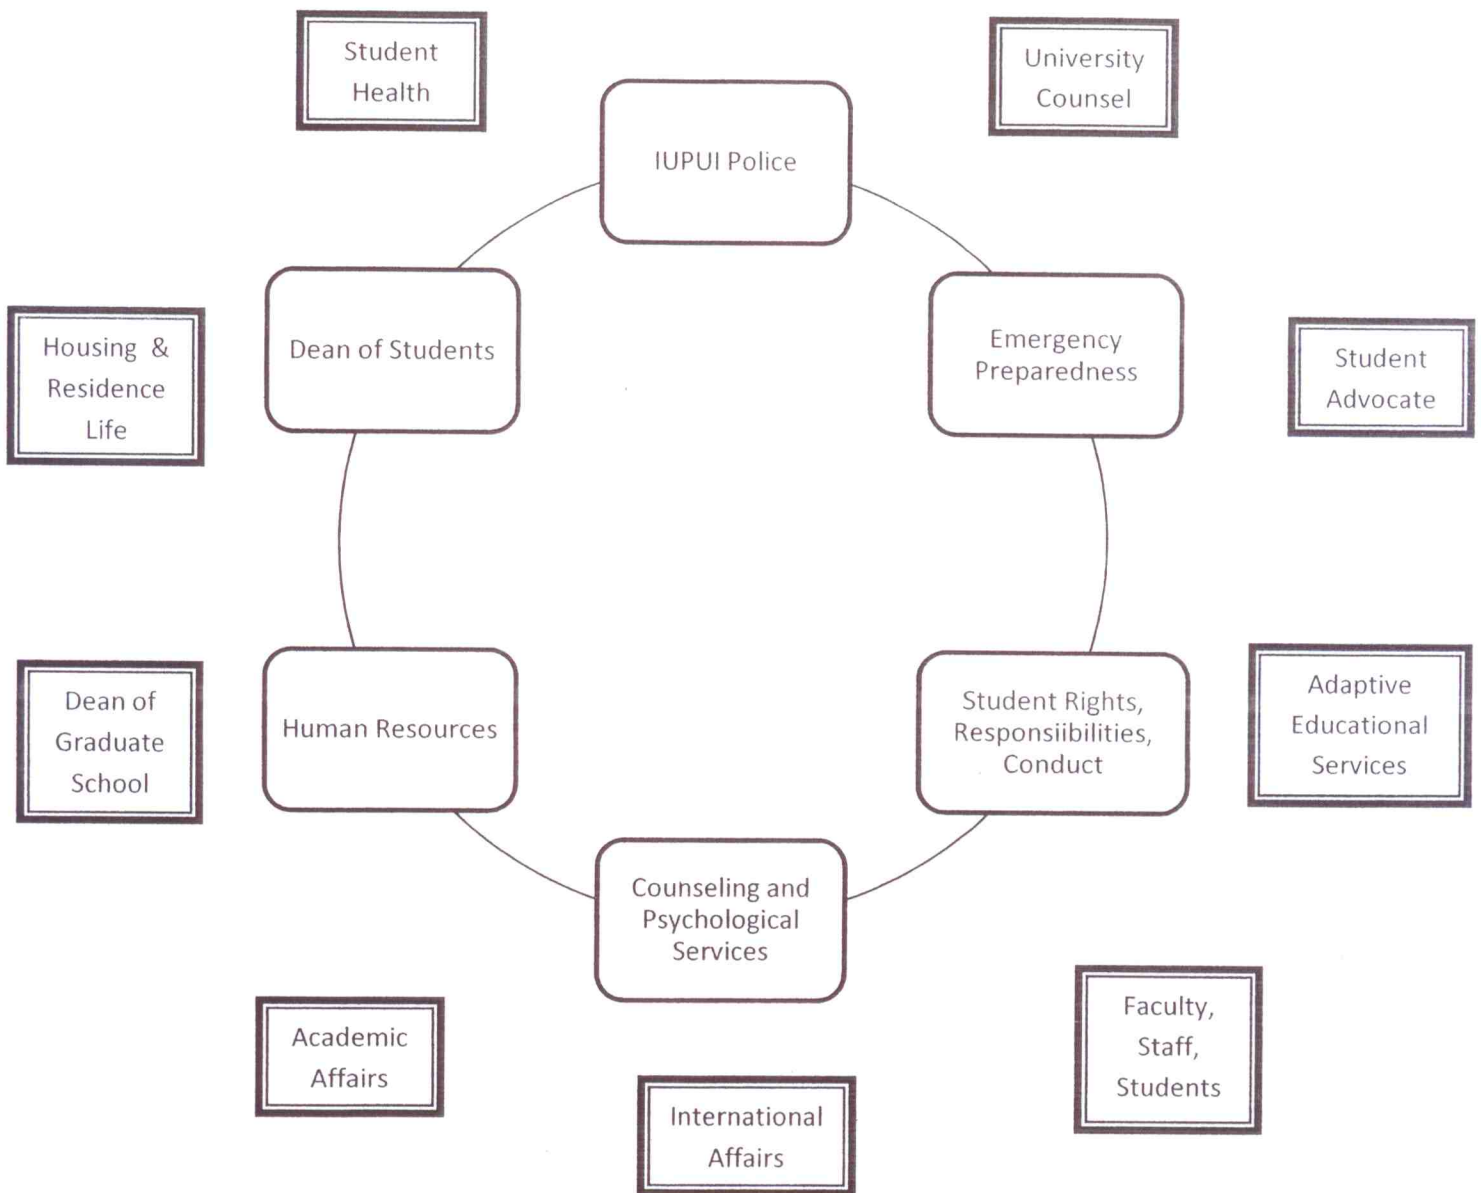 Student
Health
University
Counsel
IUPUI Police
Housing &
Residence
Life
Dean of Students
Emergency
Preparedness
Student
Advocate
Dean of
Graduate
School
Human Resources
Student Rights,
Responsiibilities,
Conduct
Adaptive
Educational
Services
Counseling and
Psychological
Services
Academic
Affairs
International
Affairs
Faculty,
Staff,
Students